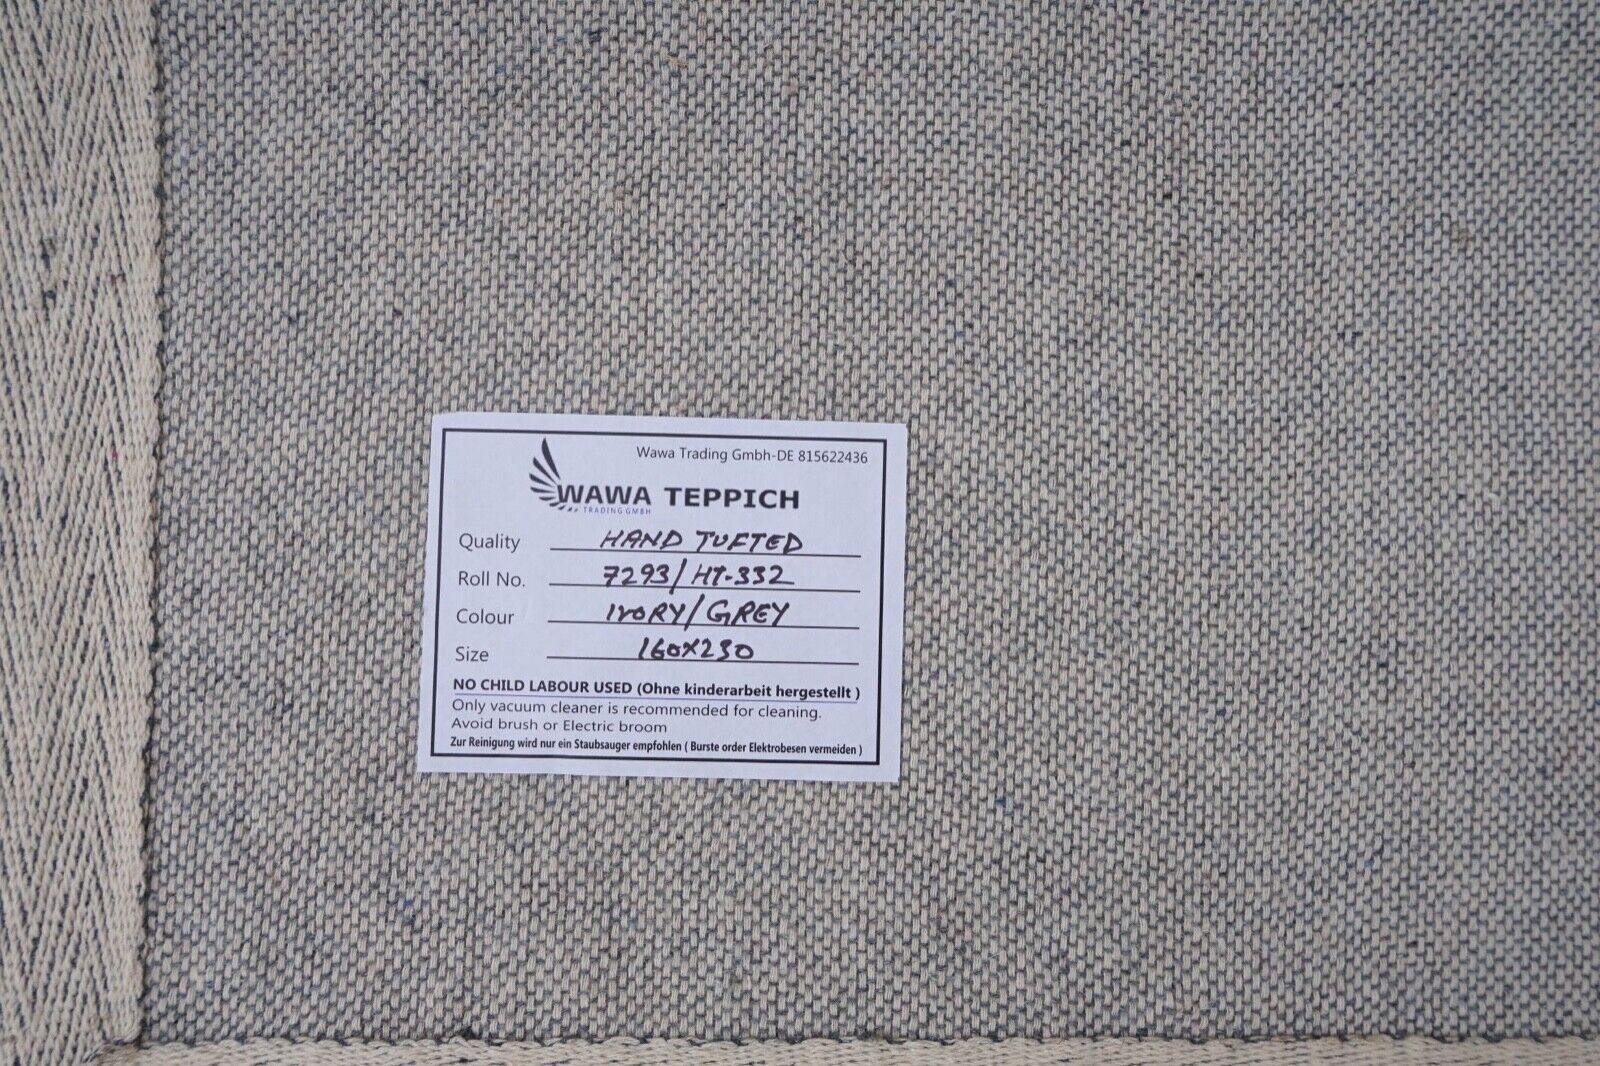 Wawa Trading Gmbh-DE 815622436
WAWA TEPPICH
TRADING GMBH
Quality HAND TUFTED
Roll No. 7293/HT-332
Colour IVORY/GREY
Size 160X230
NO CHILD LABOUR USED (Ohne kinderarbeit hergestellt )
Only vacuum cleaner is recommended for cleaning.
Avoid brush or Electric broom
Zur Reinigung wird nur ein Staubsauger empfohlen ( Burste order Elektrobesen vermeiden )